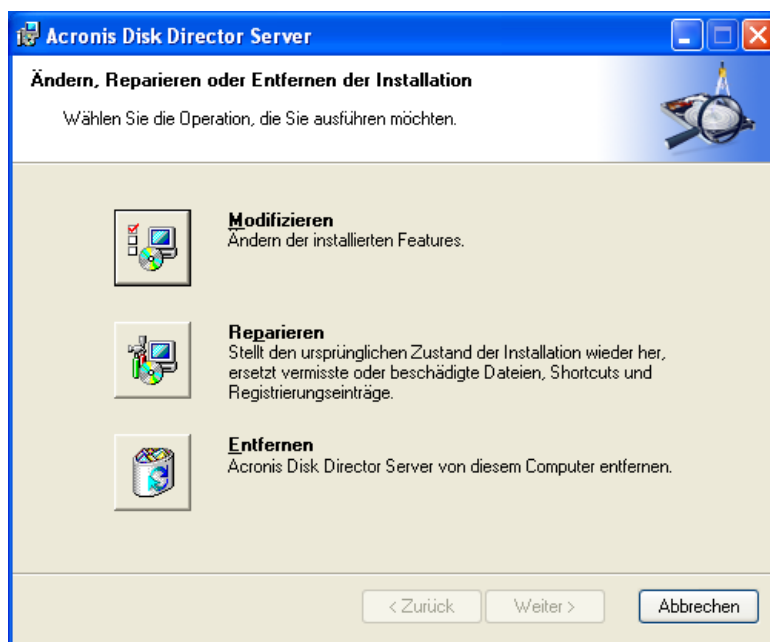 Acronis Disk Director Server
Ändern, Reparieren oder Entfernen der Installation
Wählen Sie die Operation, die Sie ausführen möchten.
Modifizieren
Ändern der installierten Features.
Reparieren
Stellt den ursprünglichen Zustand der Installation wieder her,
ersetzt vermisste oder beschädigte Dateien, Shortcuts und
Registrierungseinträge.
Entfernen
Acronis Disk Director Server von diesem Computer entfernen.
< Zurück
Weiter >
Abbrechen